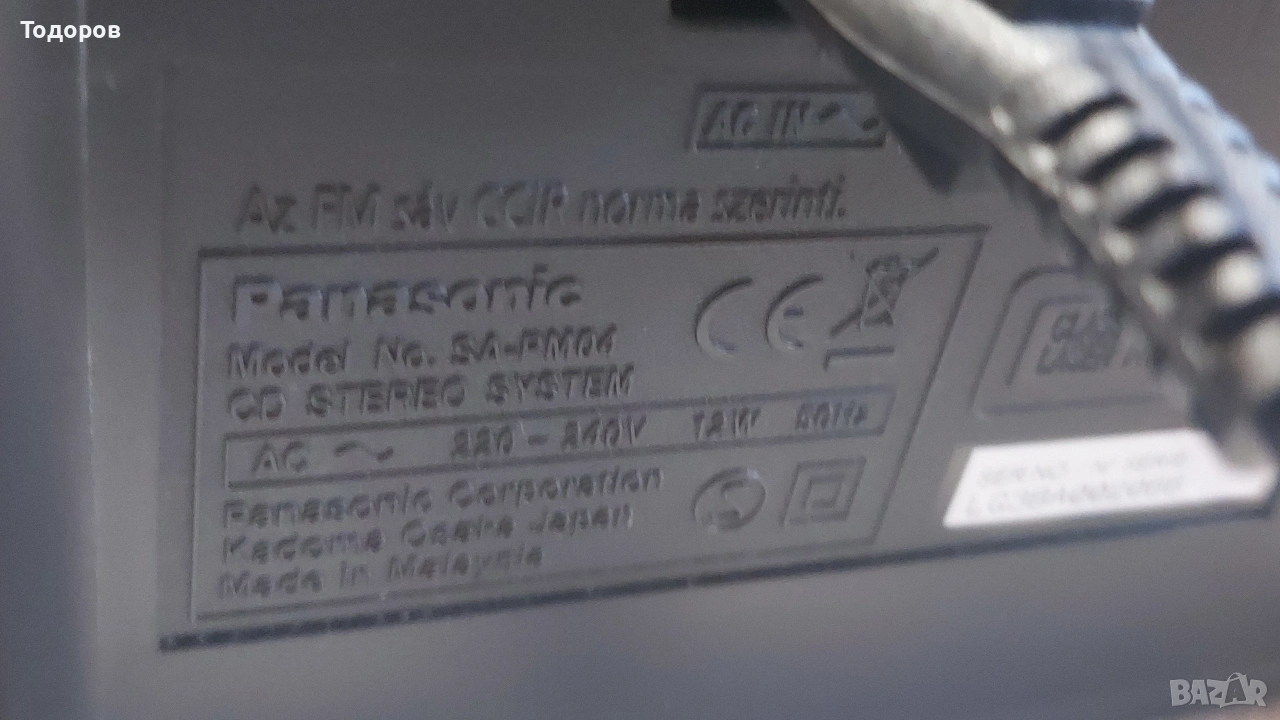 Тодоров
AC IN
Az FM sáv CCIR norma szerinti.
Panasonic
Model No. SA-PM04
CD STEREO SYSTEM
AC 220 - 240V 12W 50Hz
Panasonic Corporation
Kadoma Osaka Japan
Made in Malaysia
BAZAR